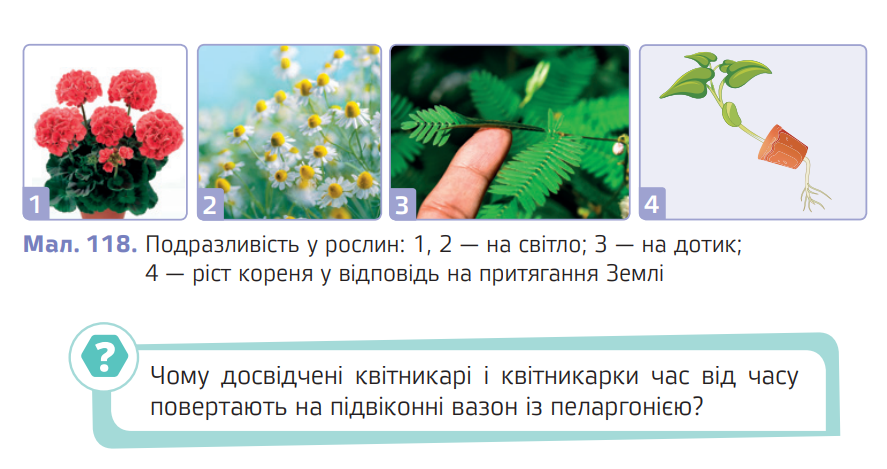 1
2
3
4
Мал. 118. Подразливість у рослин: 1, 2 — на світло; 3 — на дотик;
4 — ріст кореня у відповідь на притягання Землі
?
Чому досвідчені квітникарі і квітникарки час від часу
повертають на підвіконні вазон із пеларгонією?